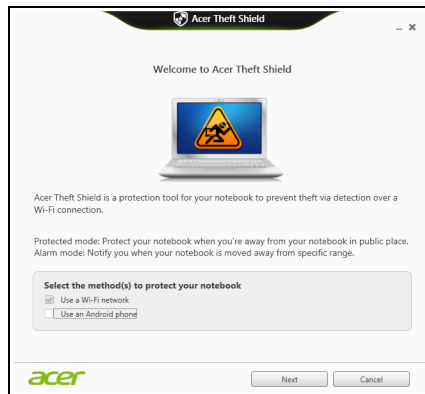 Acer Theft Shield
Welcome to Acer Theft Shield
Acer Theft Shield is a protection tool for your notebook to prevent theft via detection over a
Wi-Fi connection.
Protected mode: Protect your notebook when you're away from your notebook in public place.
Alarm mode: Notify you when your notebook is moved away from specific range.
Select the method(s) to protect your notebook
Use a Wi-Fi network
Use an Android phone
acer
Next
Cancel